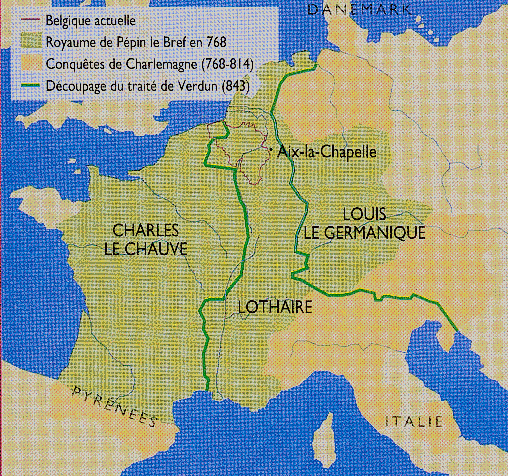 DANEMARK
Belgique actuelle
Royaume de Pépin le Bref en 768
Conquêtes de Charlemagne (768-814)
Découpage du traité de Verdun (843)
Aix-la-Chapelle
CHARLES
LE CHAUVE
LOUIS
LE GERMANIQUE
LOTHAIRE
PYRÉNÉES
ITALIE